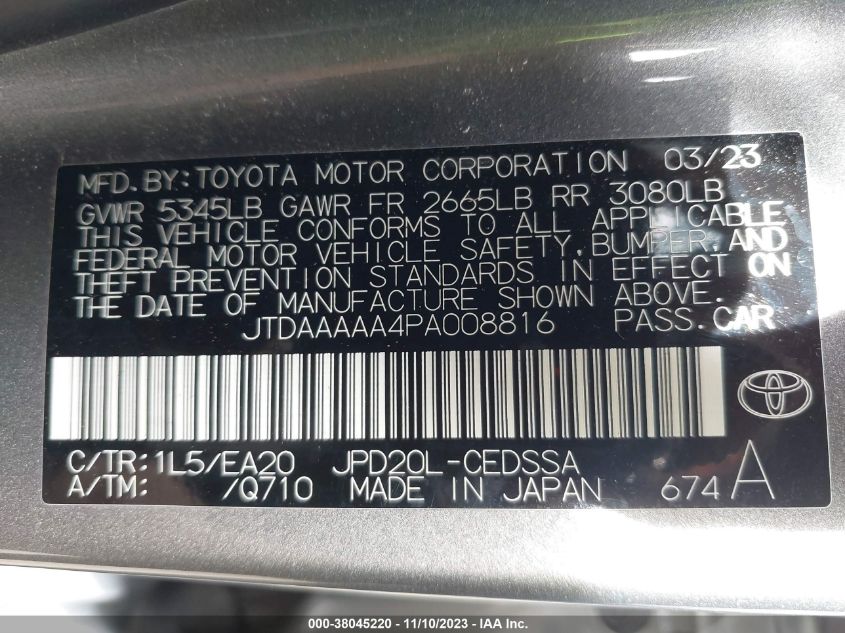 MFD. BY: TOYOTA MOTOR CORPORATION 03/23
GVWR 5345LB GAWR FR 2665LB RR 3080LB
THIS VEHICLE CONFORMS TO ALL APPLICABLE
FEDERAL MOTOR VEHICLE SAFETY, BUMPER, AND
THEFT PREVENTION STANDARDS IN EFFECT ON
THE DATE OF MANUFACTURE SHOWN ABOVE.
JTDAAAAA4PA008816 PASS. CAR
C/TR: 1L5/EA20 JPD20L-CEDSSA
A/TM: /Q710 MADE IN JAPAN 674 A
000-38045220 - 11/10/2023 - IAAI.com